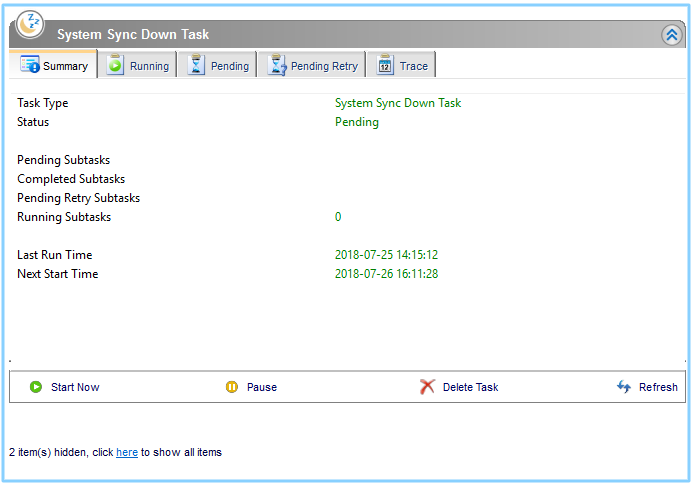 System Sync Down Task
Summary Running Pending Pending Retry 12 Trace
Task Type System Sync Down Task
Status Pending
Pending Subtasks
Completed Subtasks
Pending Retry Subtasks
Running Subtasks 0
Last Run Time 2018-07-25 14:15:12
Next Start Time 2018-07-26 16:11:28
Start Now Pause Delete Task Refresh
2 item(s) hidden, click here to show all items